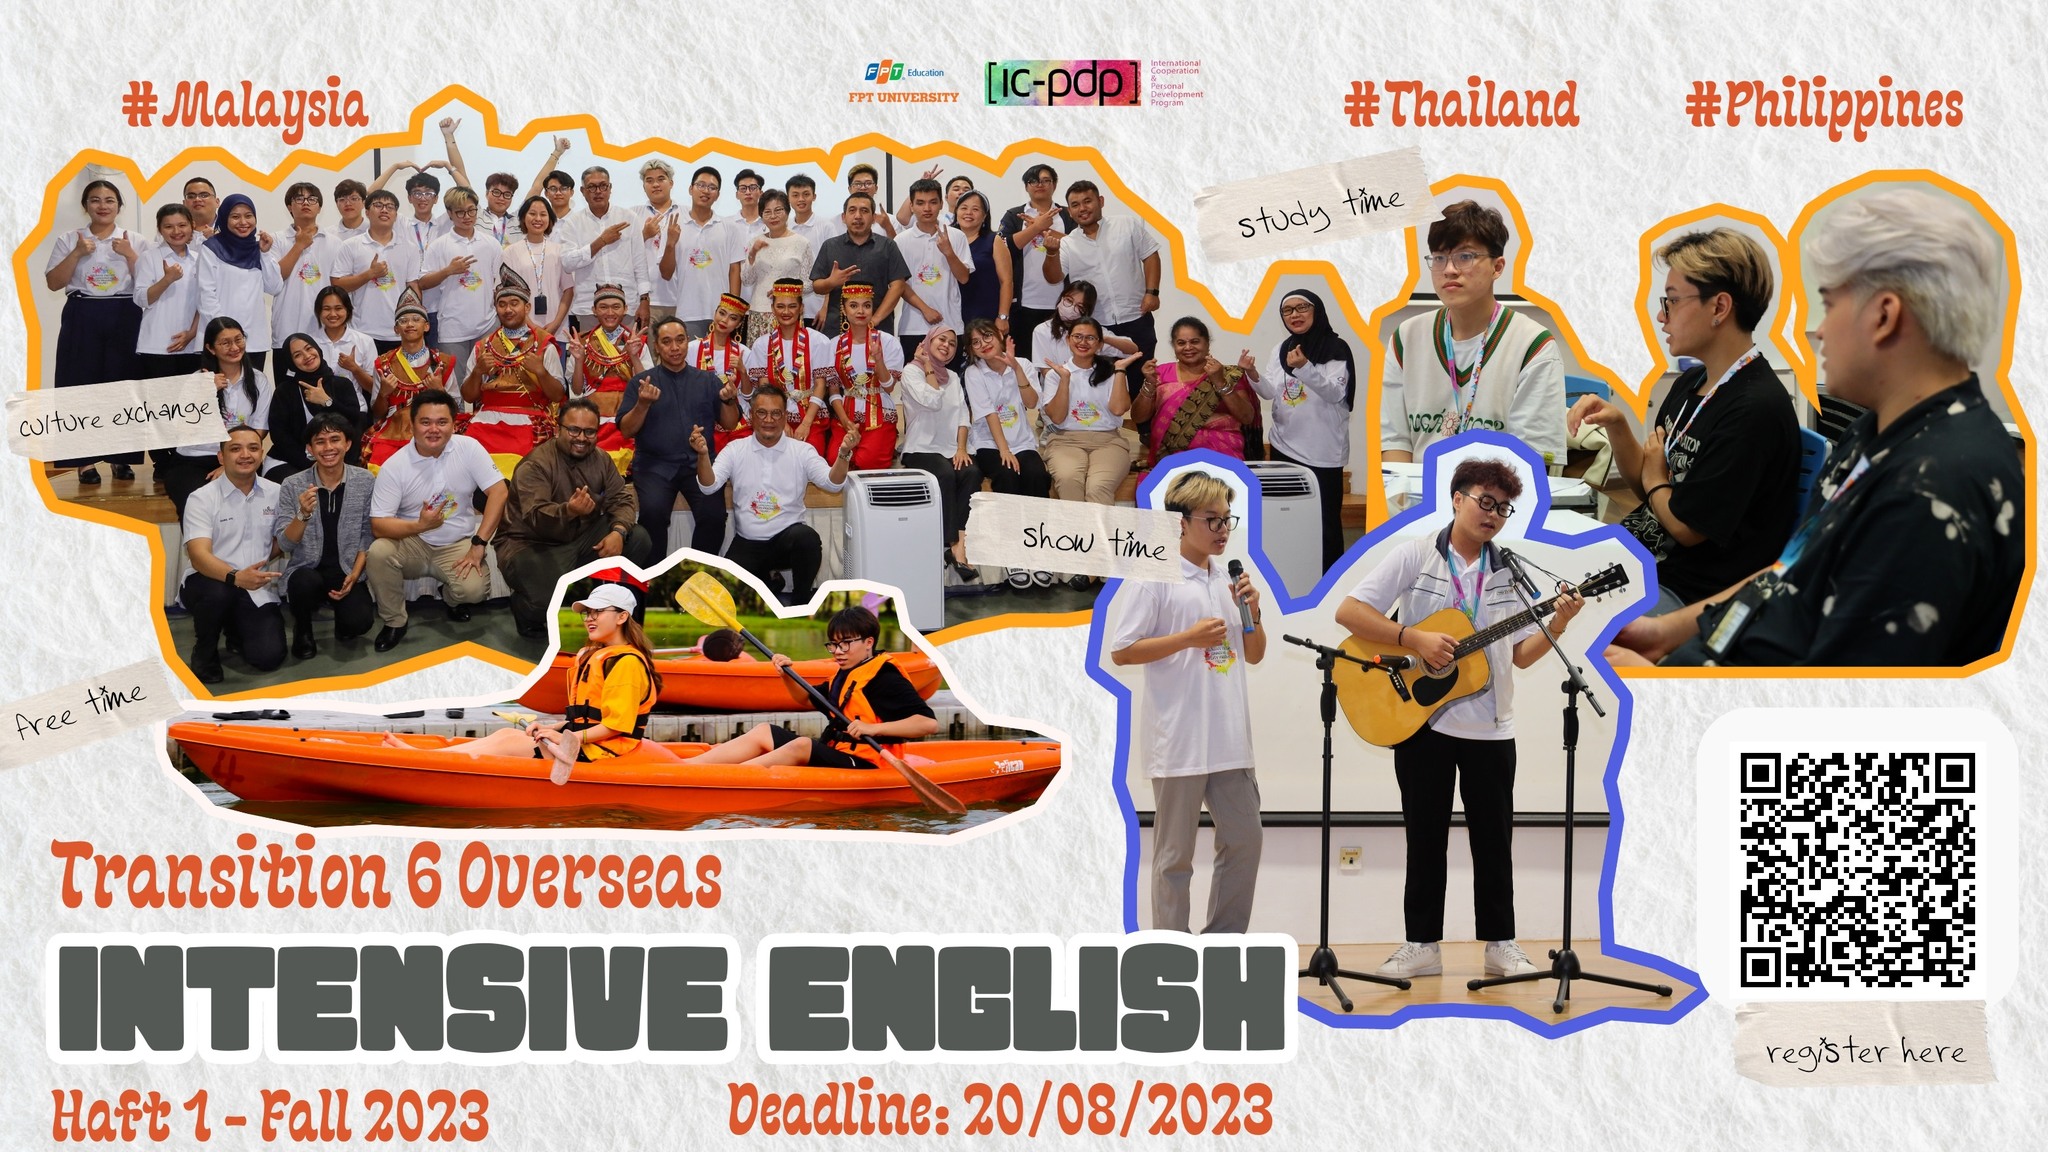 #Malaysia
FPT Education
FPT UNIVERSITY
[ic-pdp]
International
Cooperation
&
Personal
Development
Program
#Thailand
#Philippines
study time
culture exchange
show time
free time
Transition 6 Overseas
INTENSIVE ENGLISH
Haft 1 - Fall 2023
Deadline: 20/08/2023
register here